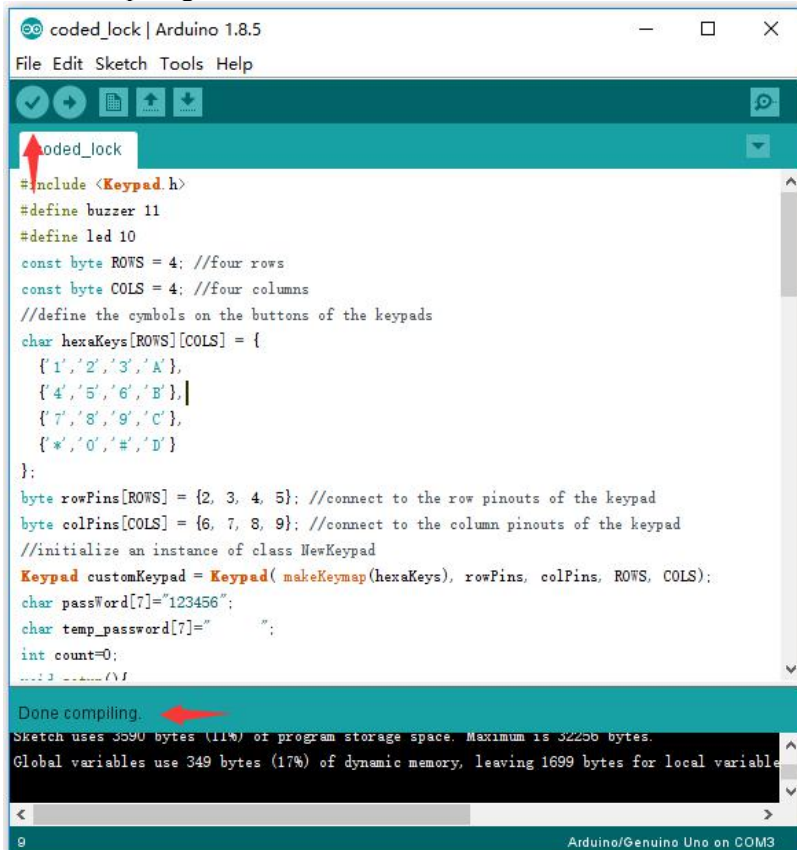 coded_lock | Arduino 1.8.5
File Edit Sketch Tools Help
coded_lock
#include <Keypad.h>
#define buzzer 11
#define led 10
const byte ROWS = 4; //four rows
const byte COLS = 4; //four columns
//define the cymbols on the buttons of the keypads
char hexaKeys[ROWS][COLS] = {
{'1','2','3','A'},
{'4','5','6','B'},
{'7','8','9','C'},
{'*','0','#','D'}
};
byte rowPins[ROWS] = {2, 3, 4, 5}; //connect to the row pinouts of the keypad
byte colPins[COLS] = {6, 7, 8, 9}; //connect to the column pinouts of the keypad
//initialize an instance of class NewKeypad
Keypad customKeypad = Keypad( makeKeymap(hexaKeys), rowPins, colPins, ROWS, COLS);
char passWord[7]="123456";
char temp_password[7]="      ";
int count=0;
void setup(){
Done compiling.
Sketch uses 3590 bytes (11%) of program storage space. Maximum is 32256 bytes.
Global variables use 349 bytes (17%) of dynamic memory, leaving 1699 bytes for local variable
9
Arduino/Genuino Uno on COM3